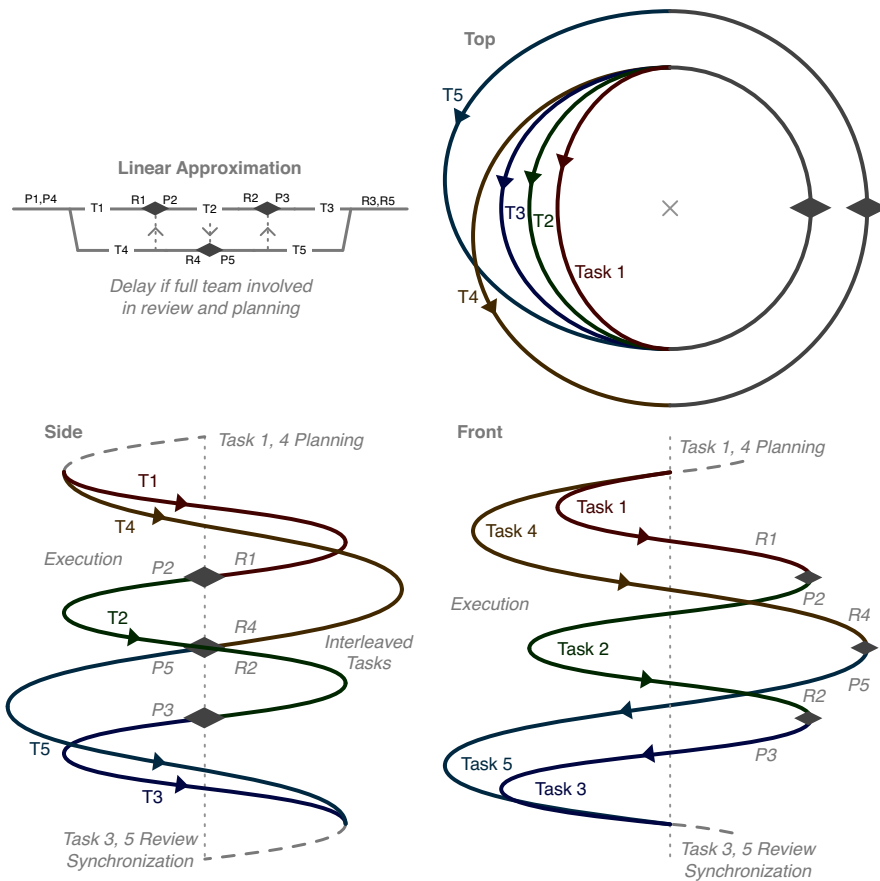 Top
T5
T3
T2
Task 1
T4
Linear Approximation
P1,P4
T1
R1
P2
T2
R2
P3
T3
R3,R5
T4
R4
P5
T5
Delay if full team involved
in review and planning
Side
Task 1, 4 Planning
T1
T4
Execution
P2
R1
T2
R4
Interleaved
Tasks
P5
R2
P3
T5
T3
Task 3, 5 Review
Synchronization
Front
Task 1, 4 Planning
Task 1
Task 4
R1
Execution
P2
R4
Task 2
P5
R2
P3
Task 5
Task 3
Task 3, 5 Review
Synchronization